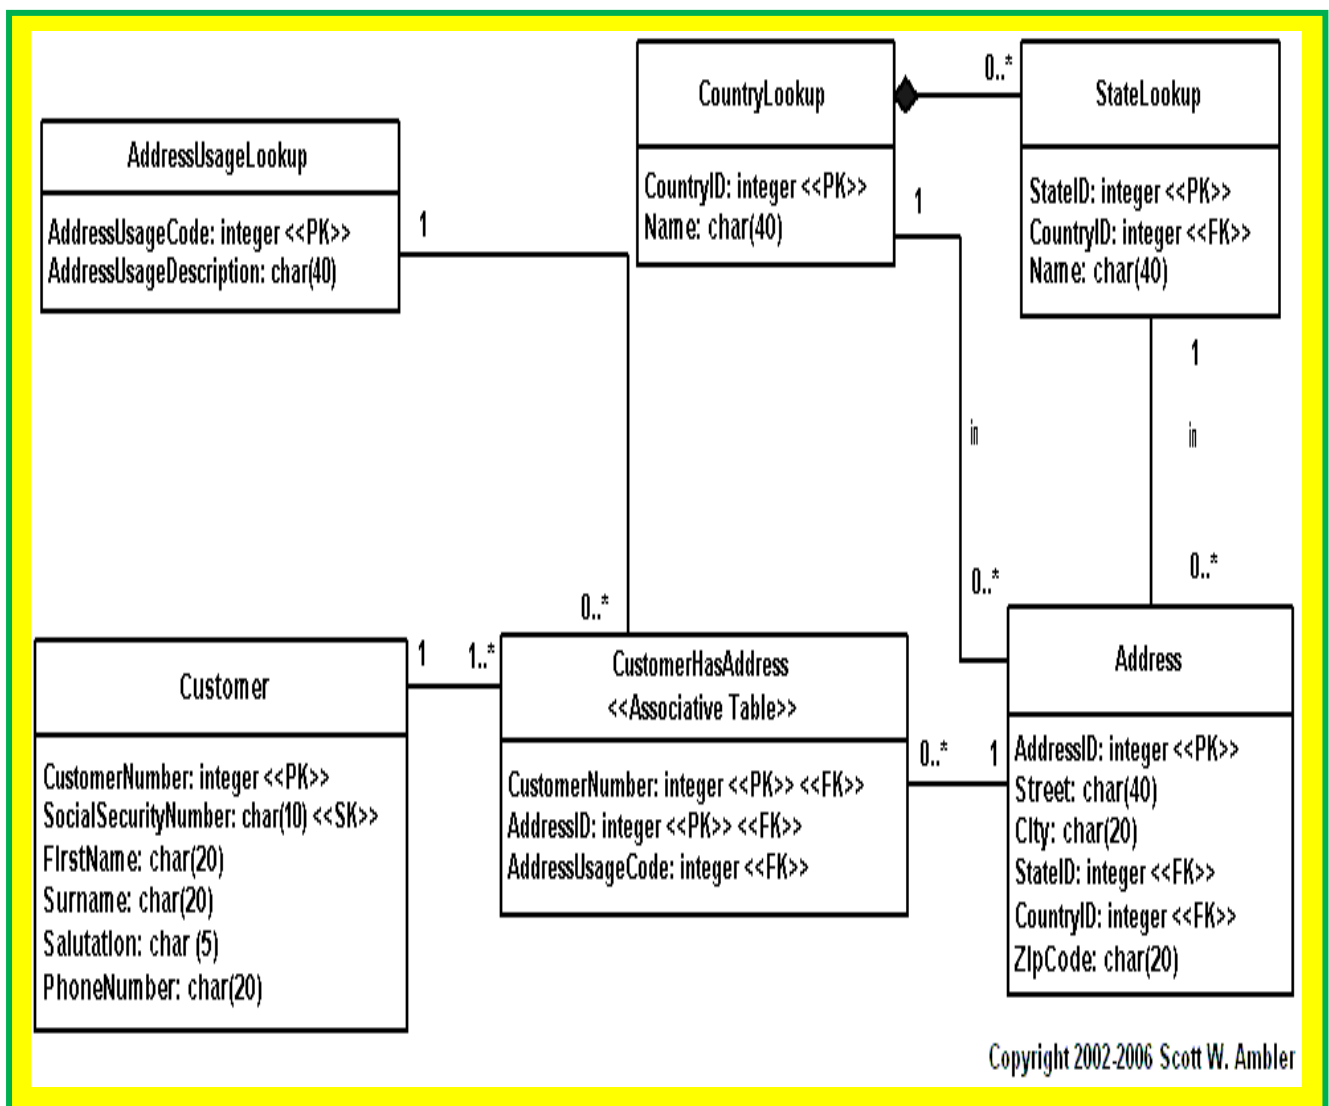 CountryLookup
CountryID: integer <<PK>>
Name: char(40)
0..*
StateLookup
StateID: integer <<PK>>
CountryID: integer <<FK>>
Name: char(40)
AddressUsageLookup
AddressUsageCode: integer <<PK>>
AddressUsageDescription: char(40)
1
1
1
in
in
0..*
0..*
0..*
Customer
CustomerNumber: integer <<PK>>
SocialSecurityNumber: char(10) <<SK>>
FIrstName: char(20)
Surname: char(20)
SalutatIon: char (5)
PhoneNumber: char(20)
1
1..*
CustomerHasAddress
<<Associative Table>>
CustomerNumber: integer <<PK>> <<FK>>
AddressID: integer <<PK>> <<FK>>
AddressUsageCode: integer <<FK>>
0..*
1
Address
AddressID: integer <<PK>>
Street: char(40)
CIty: char(20)
StateID: integer <<FK>>
CountryID: integer <<FK>>
ZIpCode: char(20)
Copyright 2002-2006 Scott W. Ambler